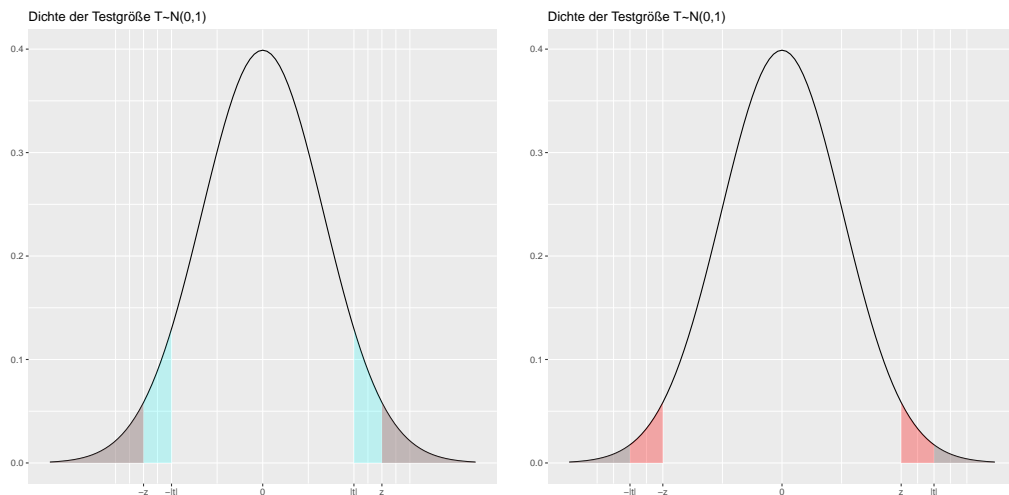 Dichte der Testgröße T~N(0,1)
0.4
0.3
0.2
0.1
0.0
−z −|t| 0 |t| z
Dichte der Testgröße T~N(0,1)
0.4
0.3
0.2
0.1
0.0
−|t| −z 0 z |t|